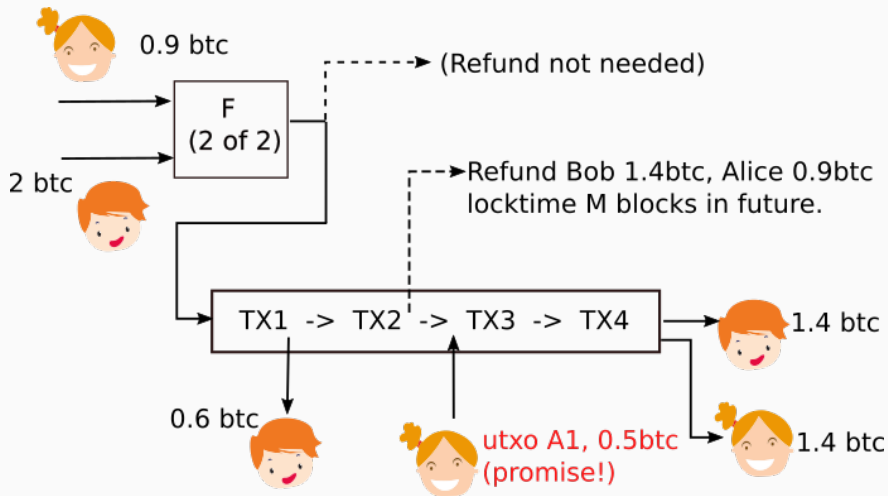 0.9 btc
(Refund not needed)
F
(2 of 2)
2 btc
Refund Bob 1.4btc, Alice 0.9btc
locktime M blocks in future.
TX1 -> TX2 -> TX3 -> TX4
1.4 btc
0.6 btc
utxo A1, 0.5btc
(promise!)
1.4 btc